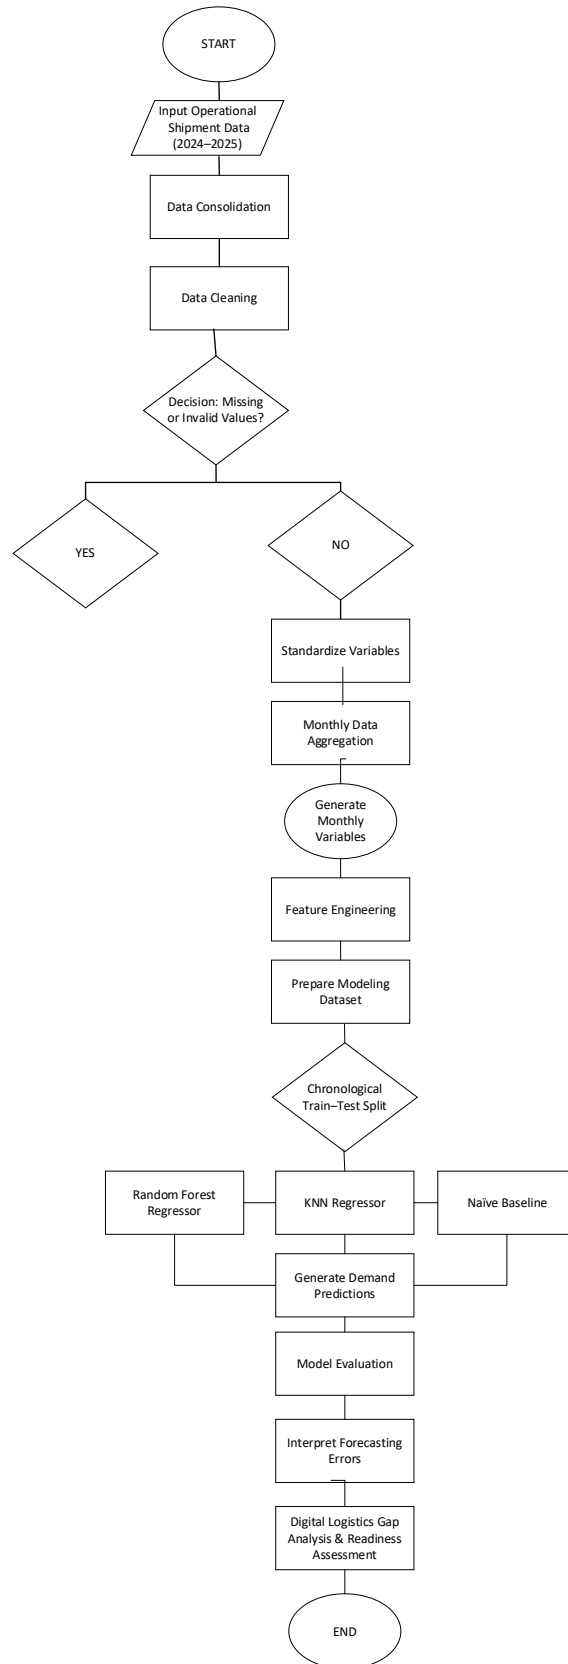 START
Input Operational
Shipment Data
(2024–2025)
Data Consolidation
Data Cleaning
Decision: Missing
or Invalid Values?
YES
NO
Standardize Variables
Monthly Data
Aggregation
Generate
Monthly
Variables
Feature Engineering
Prepare Modeling
Dataset
Chronological
Train–Test Split
Random Forest
Regressor
KNN Regressor
Naïve Baseline
Generate Demand
Predictions
Model Evaluation
Interpret Forecasting
Errors
Digital Logistics Gap
Analysis & Readiness
Assessment
END